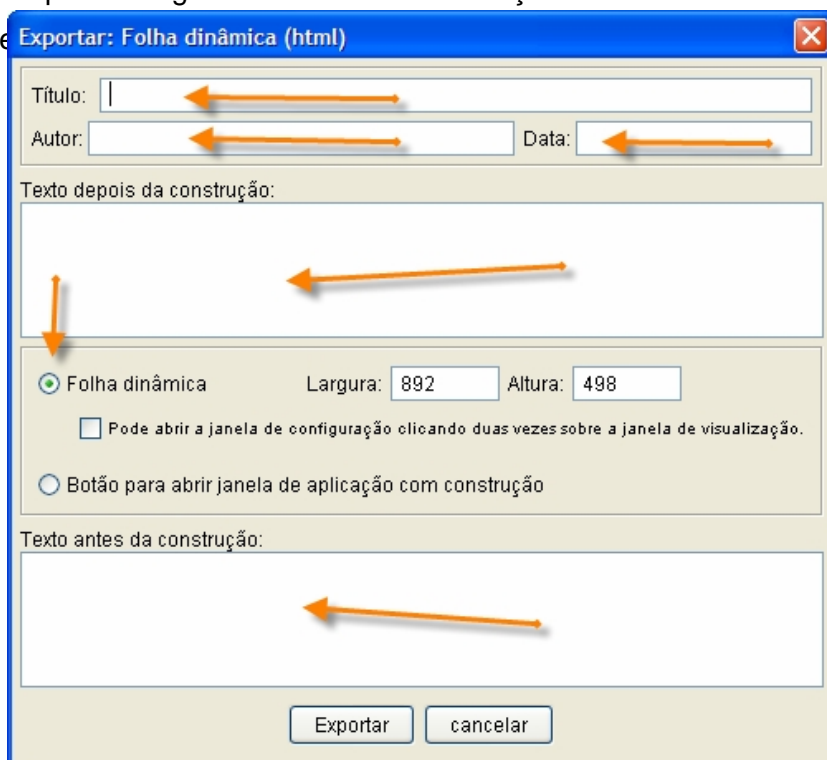 Exportar: Folha dinâmica (html)
Título:
Autor: Data:
Texto depois da construção:
Folha dinâmica Largura: 892 Altura: 498
Pode abrir a janela de configuração clicando duas vezes sobre a janela de visualização.
Botão para abrir janela de aplicação com construção
Texto antes da construção:
Exportar cancelar